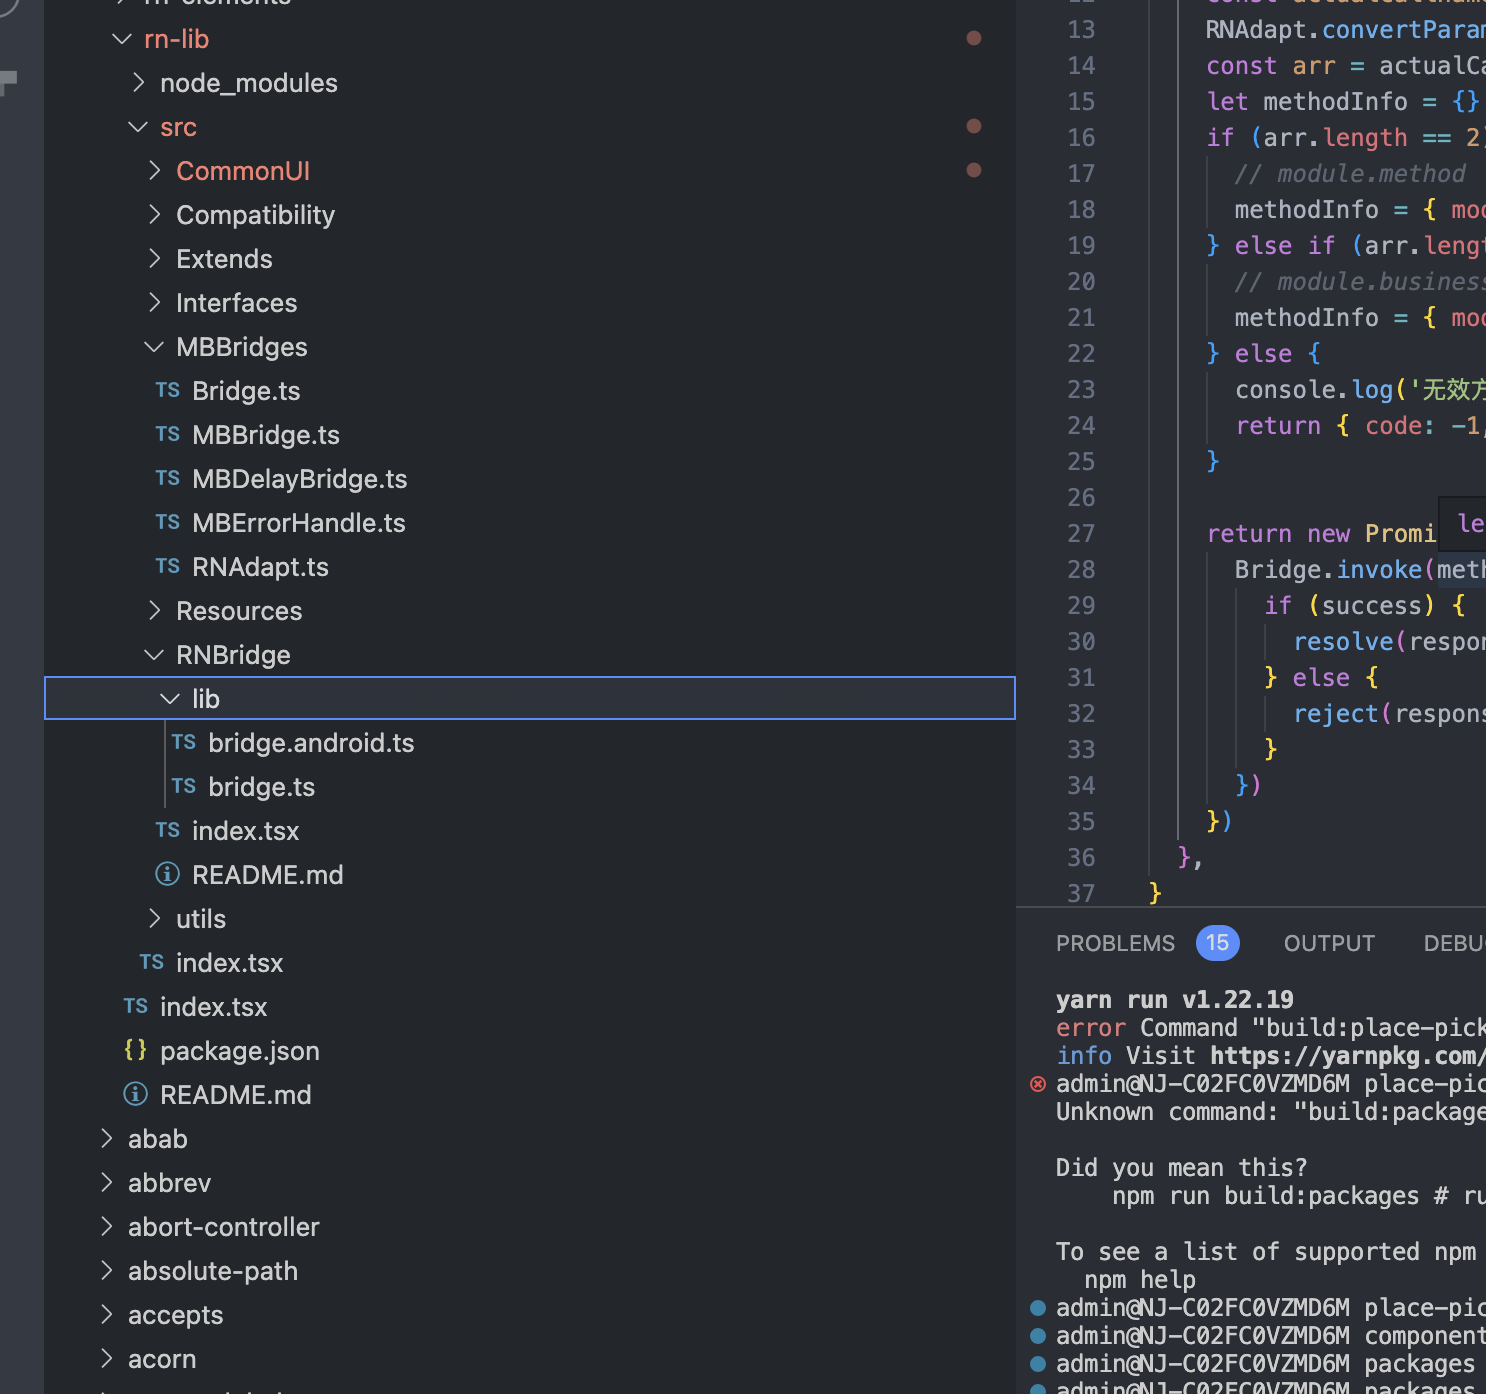 rn-elements
rn-lib
node_modules
src
CommonUI
Compatibility
Extends
Interfaces
MBBridges
TS Bridge.ts
TS MBBridge.ts
TS MBDelayBridge.ts
TS MBErrorHandle.ts
TS RNAdapt.ts
Resources
RNBridge
lib
TS bridge.android.ts
TS bridge.ts
TS index.tsx
README.md
utils
TS index.tsx
TS index.tsx
{} package.json
README.md
abab
abbrev
abort-controller
absolute-path
accepts
acorn
13 RNAdapt.convertParam
14 const arr = actualCa
15 let methodInfo = {}
16 if (arr.length == 2)
17 // module.method
18 methodInfo = { mod
19 } else if (arr.lengt
20 // module.business
21 methodInfo = { mod
22 } else {
23 console.log('无效方
24 return { code: -1,
25 }
26
27 return new Promi
le
28 Bridge.invoke(meth
29 if (success) {
30 resolve(respon
31 } else {
32 reject(respons
33 }
34 })
35 })
36 },
37 }
PROBLEMS 15 OUTPUT DEBU
yarn run v1.22.19
error Command "build:place-pick
info Visit https://yarnpkg.com/
admin@NJ-C02FC0VZMD6M place-pic
Unknown command: "build:package
Did you mean this?
npm run build:packages # ru
To see a list of supported npm
npm help
admin@NJ-C02FC0VZMD6M place-pic
admin@NJ-C02FC0VZMD6M component
admin@NJ-C02FC0VZMD6M packages
admin@NJ-C02FC0VZMD6M packages